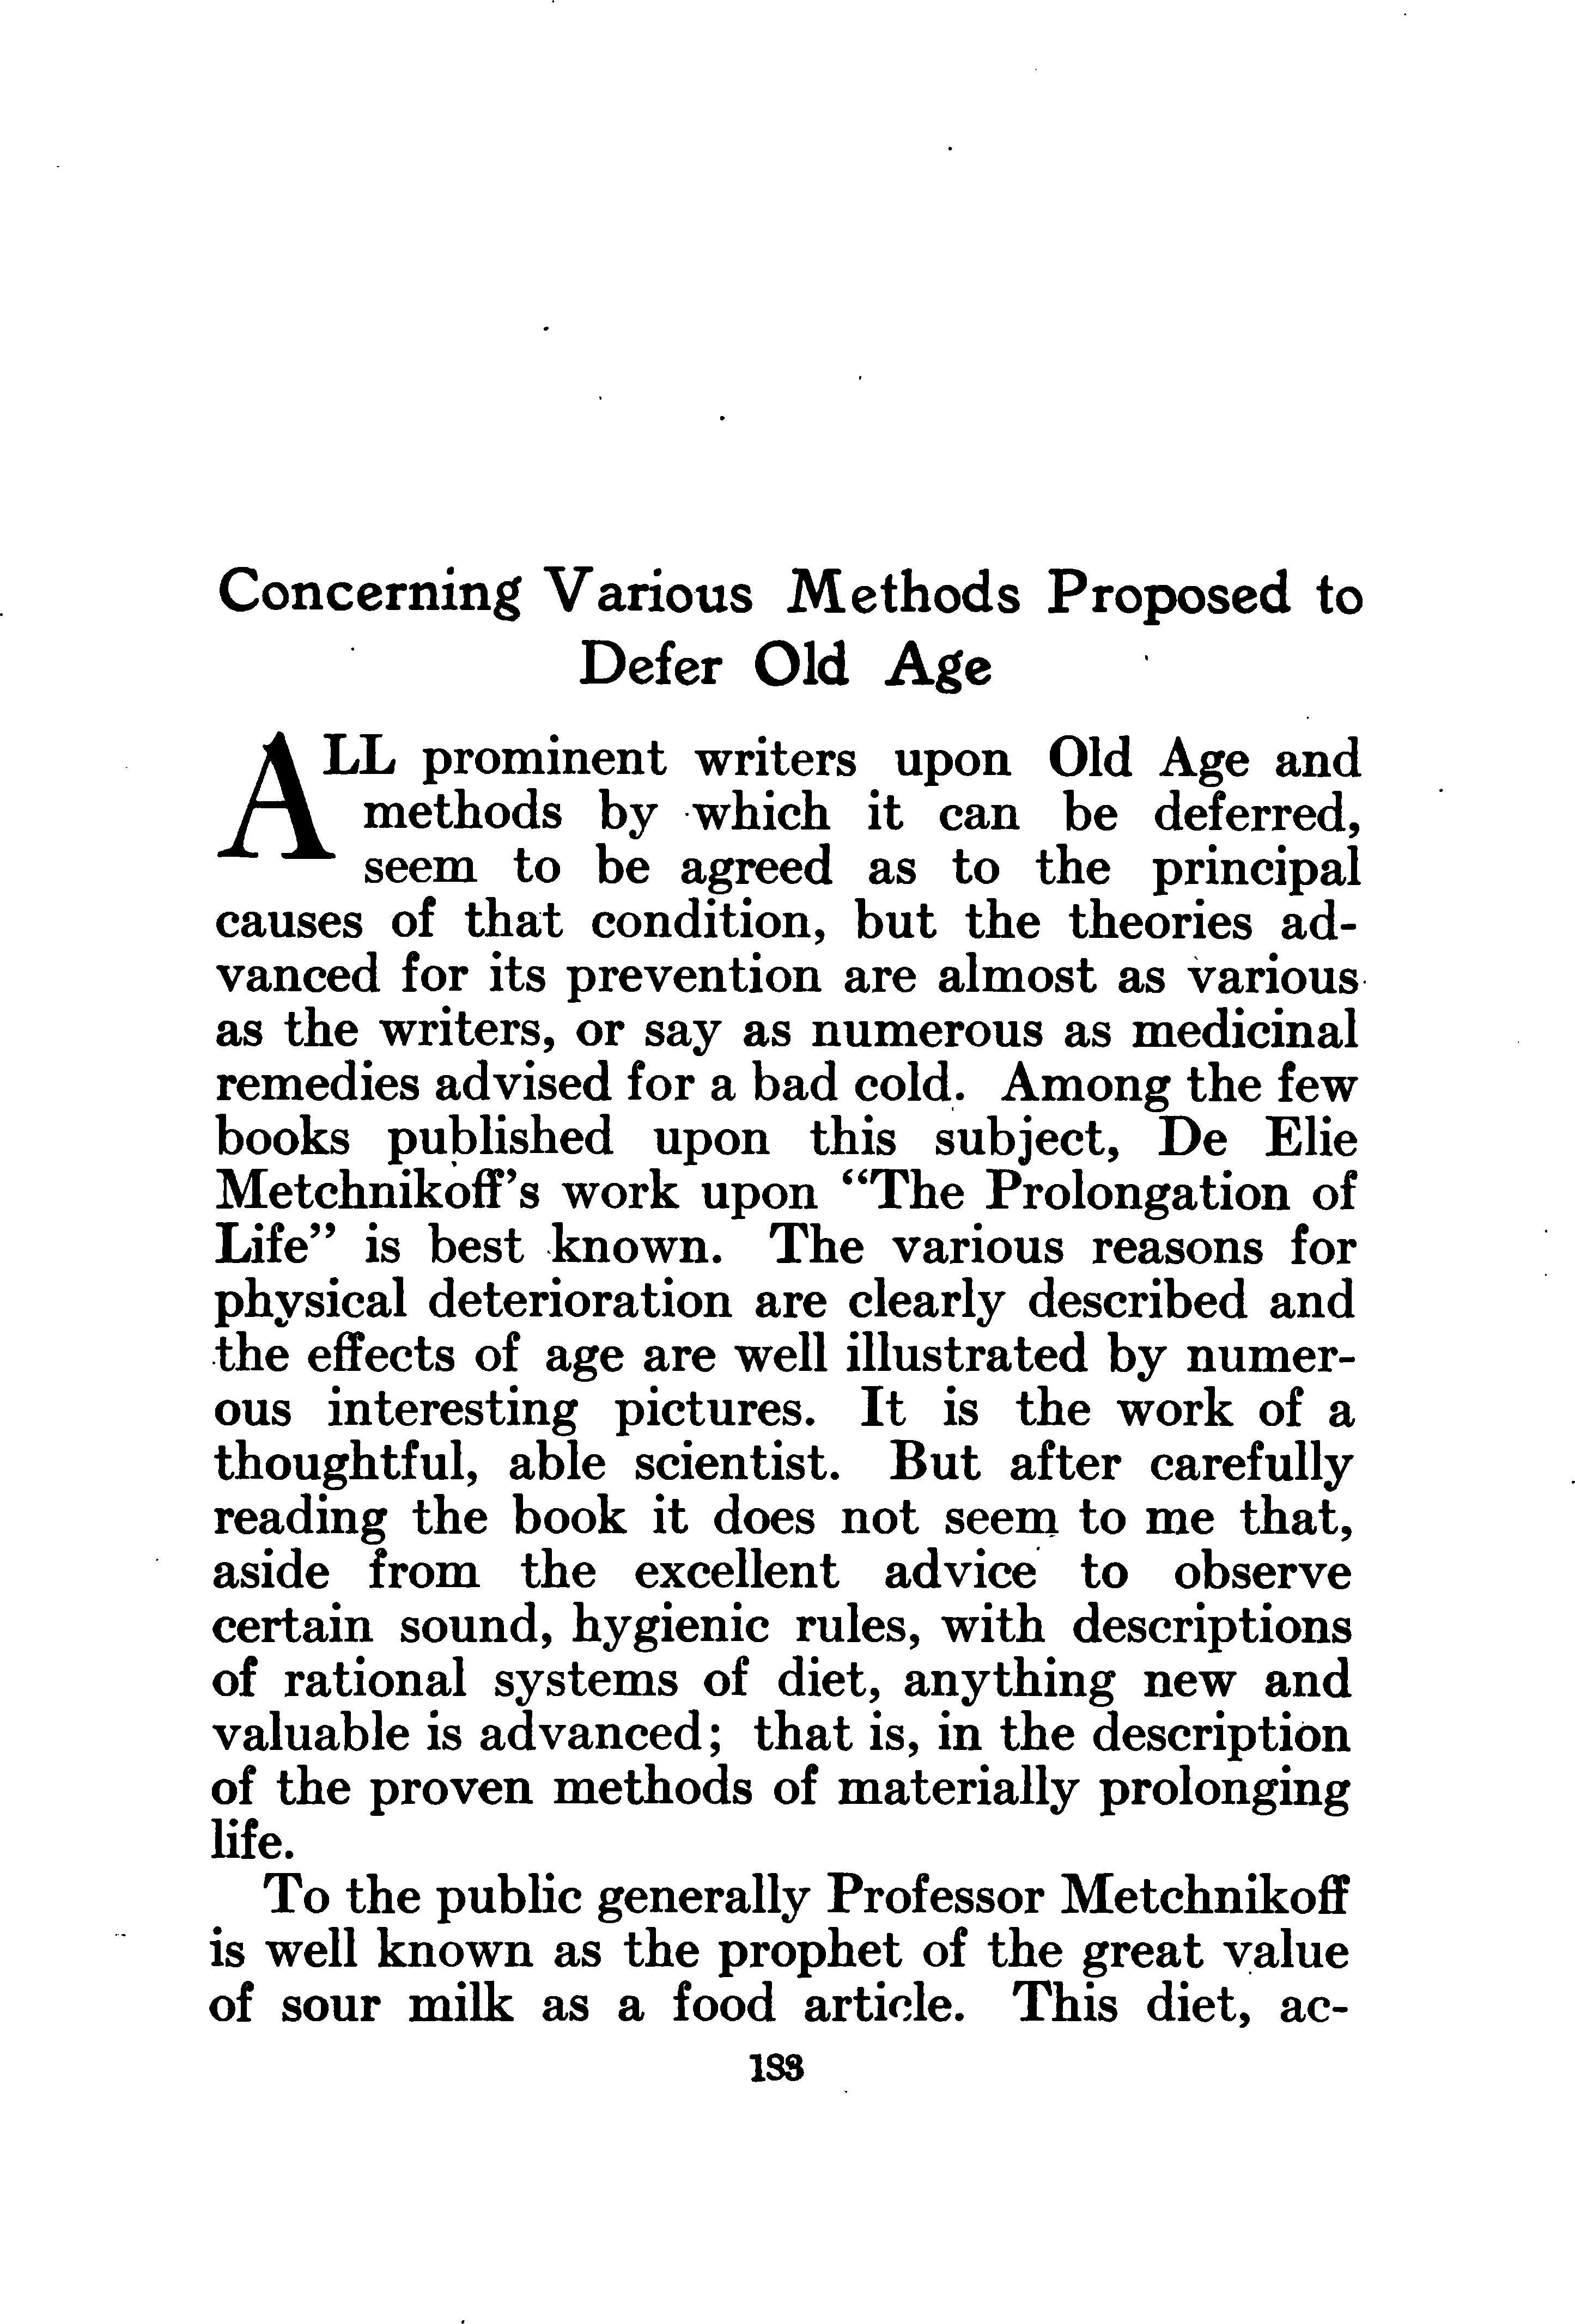 Concerning Various Methods Proposed to
Defer Old Age
ALL prominent writers upon Old Age and
methods by which it can be deferred,
seem to be agreed as to the principal
causes of that condition, but the theories ad-
vanced for its prevention are almost as various
as the writers, or say as numerous as medicinal
remedies advised for a bad cold. Among the few
books published upon this subject, De Elie
Metchnikoff's work upon "The Prolongation of
Life" is best known. The various reasons for
physical deterioration are clearly described and
the effects of age are well illustrated by numer-
ous interesting pictures. It is the work of a
thoughtful, able scientist. But after carefully
reading the book it does not seem to me that,
aside from the excellent advice to observe
certain sound, hygienic rules, with descriptions
of rational systems of diet, anything new and
valuable is advanced; that is, in the description
of the proven methods of materially prolonging
life.
To the public generally Professor Metchnikoff
is well known as the prophet of the great value
of sour milk as a food article. This diet, ac-
183